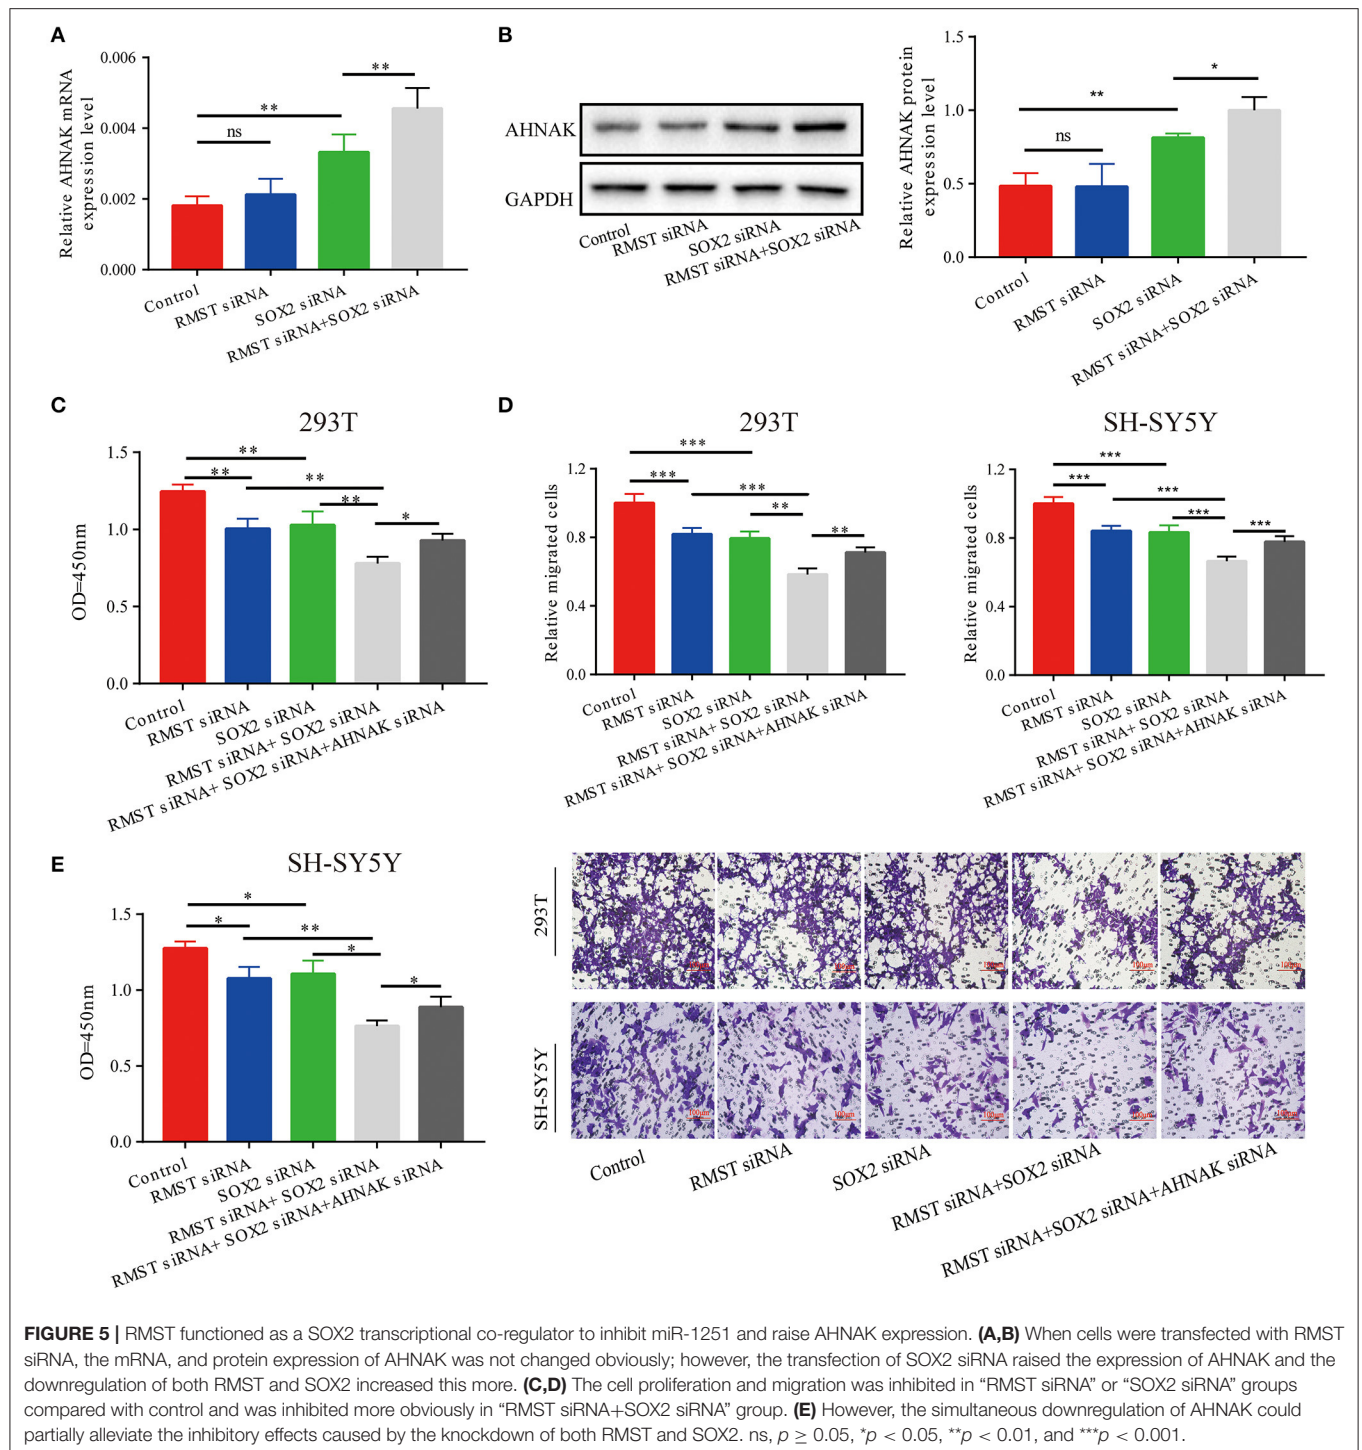 A
Relative AHNAK mRNA
expression level
0.006
0.004
0.002
0.000
**
**
ns
Control
RMST siRNA
SOX2 siRNA
RMST siRNA+SOX2 siRNA
B
AHNAK
GAPDH
Control
RMST siRNA
SOX2 siRNA
RMST siRNA+SOX2 siRNA
Relative AHNAK protein
expression level
1.5
1.0
0.5
0.0
*
**
ns
Control
RMST siRNA
SOX2 siRNA
RMST siRNA+SOX2 siRNA
C
293T
OD=450nm
1.5
1.0
0.5
0.0
**
**
**
**
*
Control
RMST siRNA
SOX2 siRNA
RMST siRNA+ SOX2 siRNA
RMST siRNA+ SOX2 siRNA+AHNAK siRNA
D
293T
Relative migrated cells
1.2
0.8
0.4
0.0
***
***
***
**
**
Control
RMST siRNA
SOX2 siRNA
RMST siRNA+ SOX2 siRNA
RMST siRNA+ SOX2 siRNA+AHNAK siRNA
SH-SY5Y
Relative migrated cells
1.2
0.8
0.4
0.0
***
***
***
***
***
Control
RMST siRNA
SOX2 siRNA
RMST siRNA+ SOX2 siRNA
RMST siRNA+ SOX2 siRNA+AHNAK siRNA
E
SH-SY5Y
OD=450nm
1.5
1.0
0.5
0.0
*
*
**
*
*
Control
RMST siRNA
SOX2 siRNA
RMST siRNA+ SOX2 siRNA
RMST siRNA+ SOX2 siRNA+AHNAK siRNA
293T
100μm
100μm
100μm
100μm
100μm
SH-SY5Y
100μm
100μm
100μm
100μm
100μm
Control
RMST siRNA
SOX2 siRNA
RMST siRNA+SOX2 siRNA
RMST siRNA+SOX2 siRNA+AHNAK siRNA
FIGURE 5 | RMST functioned as a SOX2 transcriptional co-regulator to inhibit miR-1251 and raise AHNAK expression. (A,B) When cells were transfected with RMST
siRNA, the mRNA, and protein expression of AHNAK was not changed obviously; however, the transfection of SOX2 siRNA raised the expression of AHNAK and the
downregulation of both RMST and SOX2 increased this more. (C,D) The cell proliferation and migration was inhibited in “RMST siRNA” or “SOX2 siRNA” groups
compared with control and was inhibited more obviously in “RMST siRNA+SOX2 siRNA” group. (E) However, the simultaneous downregulation of AHNAK could
partially alleviate the inhibitory effects caused by the knockdown of both RMST and SOX2. ns, p ≥ 0.05, *p < 0.05, **p < 0.01, and ***p < 0.001.